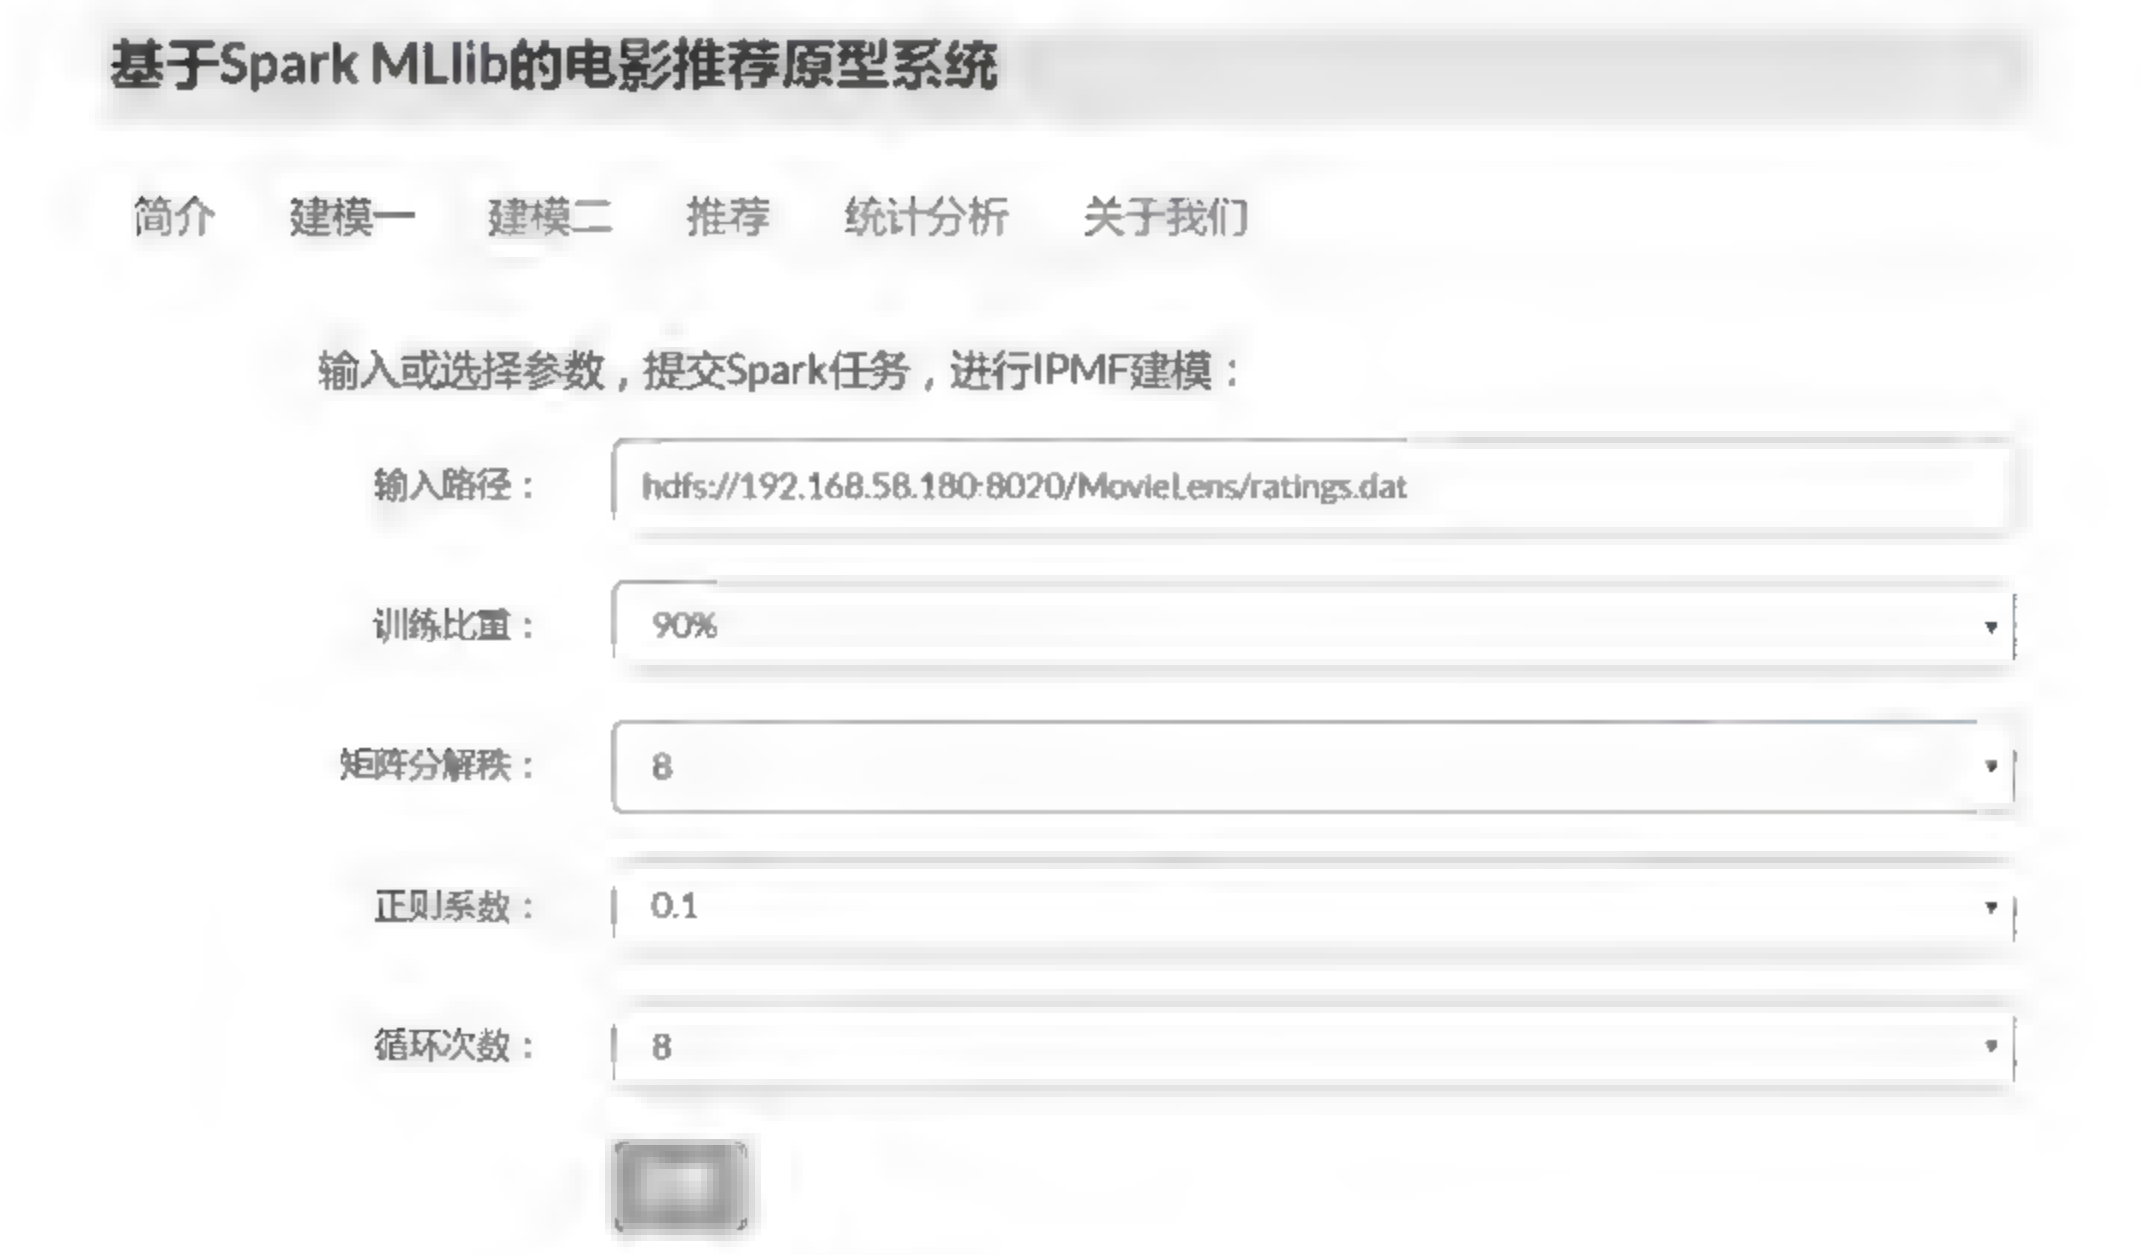 基于Spark MLlib的电影推荐原型系统
简介 建模一 建模二 推荐 统计分析 关于我们
输入或选择参数，提交Spark任务，进行IPMF建模：
输入路径： hdfs://192.168.58.180:8020/MovieLens/ratings.dat
训练比重： 90%
矩阵分解秩： 8
正则系数： 0.1
循环次数： 8